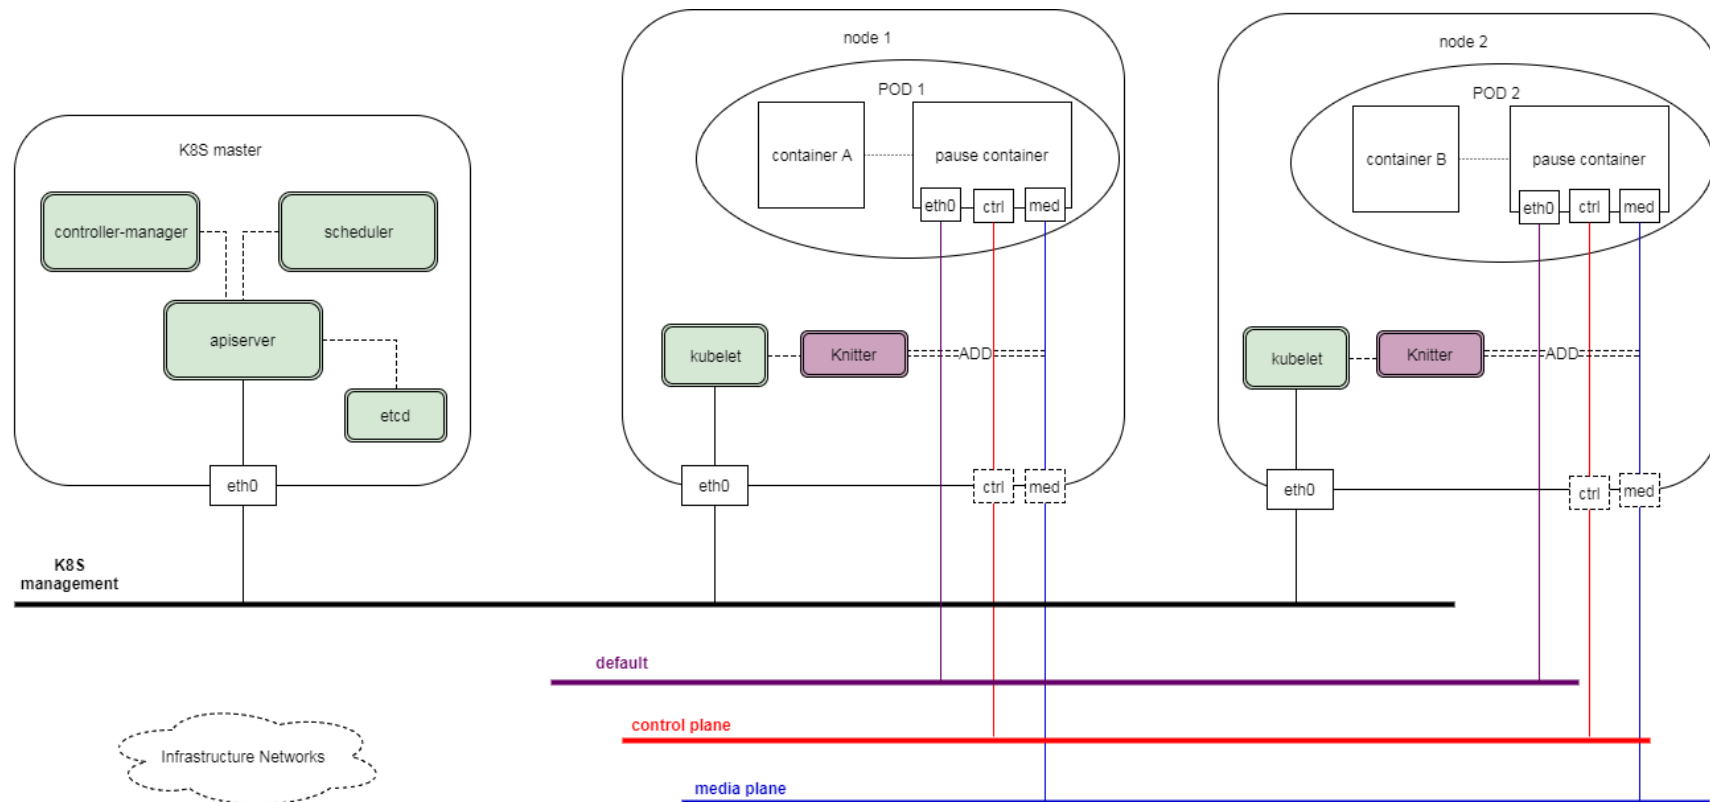 node 1
node 2
POD 1
POD 2
K8S master
container A
pause container
container B
pause container
eth0
ctrl
med
eth0
ctrl
med
controller-manager
scheduler
apiserver
kubelet
Knitter
ADD
kubelet
Knitter
ADD
etcd
eth0
eth0
ctrl
med
eth0
ctrl
med
K8S
management
default
control plane
Infrastructure Networks
media plane